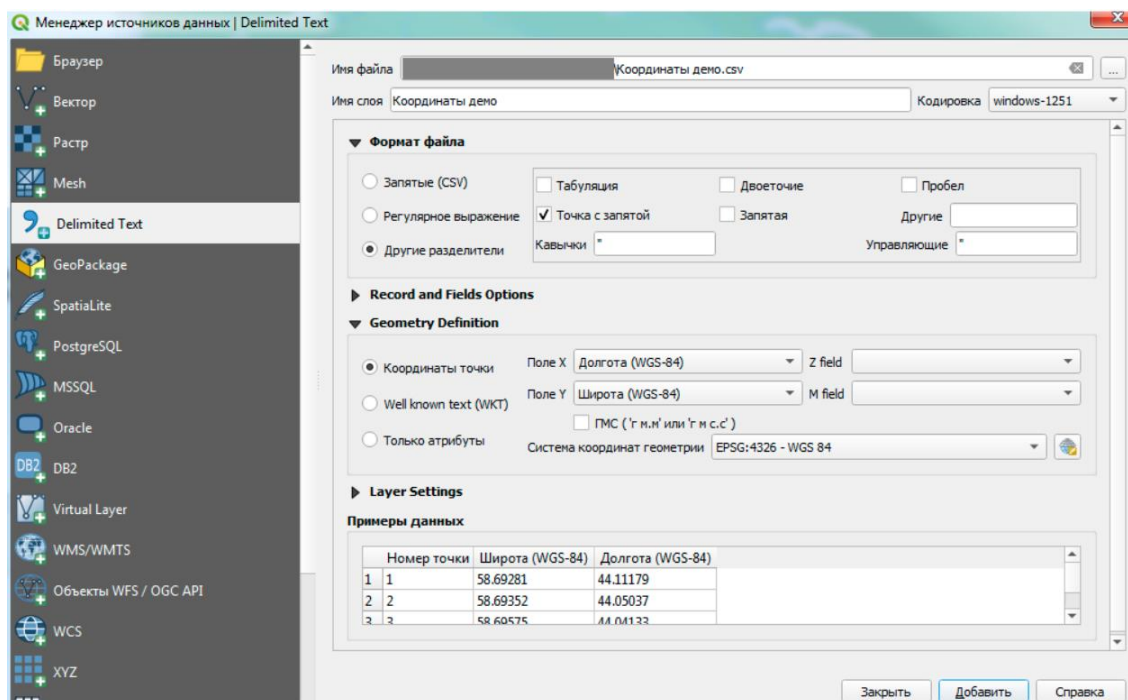 Менеджер источников данных | Delimited Text
Браузер
Вектор
Растр
Mesh
Delimited Text
GeoPackage
SpatiaLite
PostgreSQL
MSSQL
Oracle
DB2 DB2
Virtual Layer
WMS/WMTS
Объекты WFS / OGC API
WCS
XYZ
Имя файла \Координаты демо.csv ...
Имя слоя Координаты демо Кодировка windows-1251
Формат файла
Запятые (CSV) Табуляция Двоеточие Пробел
Регулярное выражение Точка с запятой Запятая Другие
Другие разделители Кавычки " Управляющие "
Record and Fields Options
Geometry Definition
Координаты точки Поле X Долгота (WGS-84) Z field
Well known text (WKT) Поле Y Широта (WGS-84) M field
ГМС ( 'г м.м' или 'г м с.с' )
Только атрибуты Система координат геометрии EPSG:4326 - WGS 84
Layer Settings
Примеры данных
Номер точки Широта (WGS-84) Долгота (WGS-84)
1 1 58.69281 44.11179
2 2 58.69352 44.05037
3 3 58.69575 44.04133
Закрыть Добавить Справка